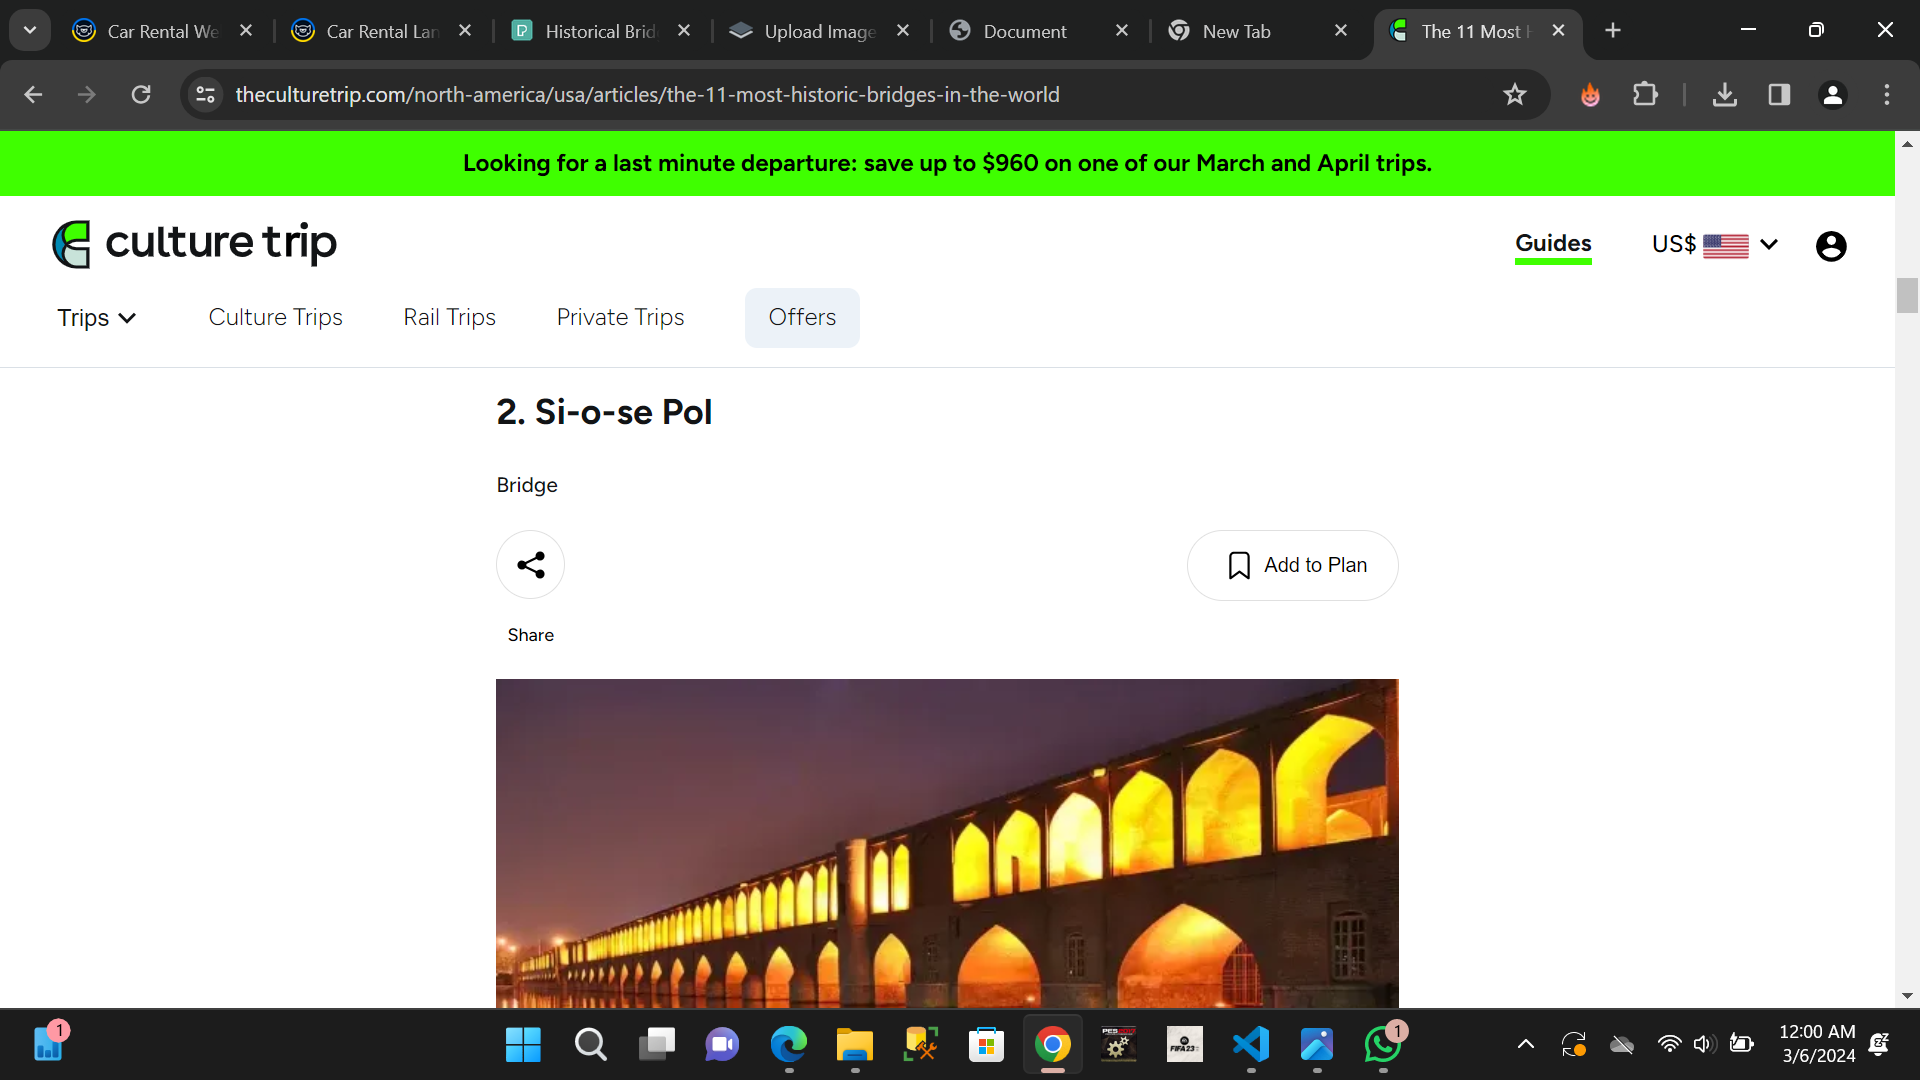 Car Rental We
Car Rental Lan
Historical Brid
Upload Image
Document
New Tab
The 11 Most H
theculturetrip.com/north-america/usa/articles/the-11-most-historic-bridges-in-the-world
Looking for a last minute departure: save up to $960 on one of our March and April trips.
culture trip
Guides
US$
Trips
Culture Trips
Rail Trips
Private Trips
Offers
2. Si-o-se Pol
Bridge
Add to Plan
Share
1
FIFA 23
1
12:00 AM
3/6/2024